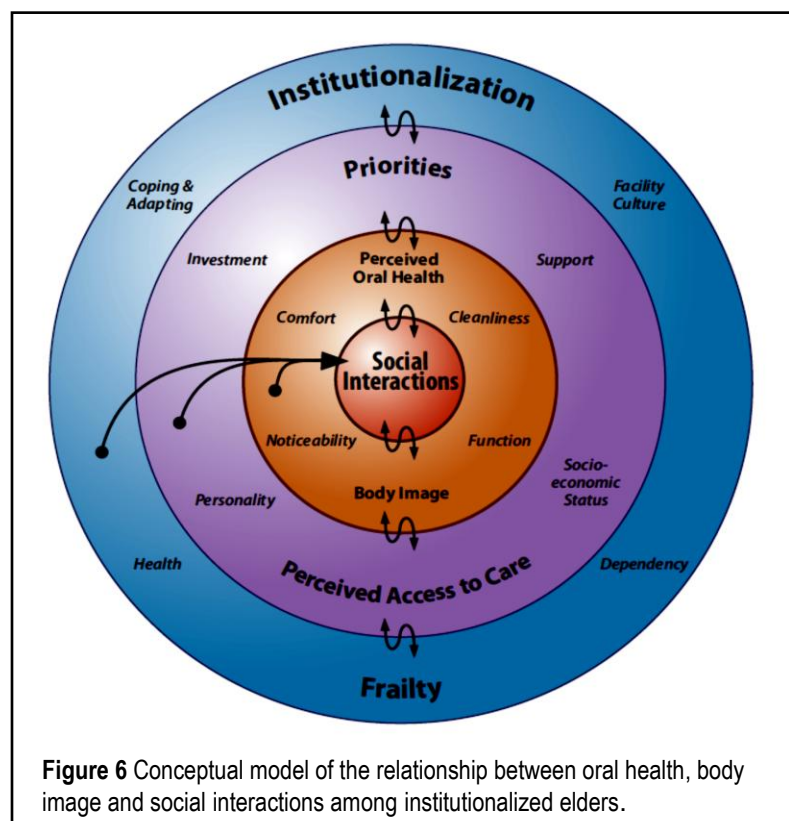 Institutionalization
Priorities
Coping &
Adapting
Facility
Culture
Investment
Perceived
Oral Health
Support
Comfort
Cleanliness
Social
Interactions
Noticeability
Function
Personality
Body Image
Socio-
economic
Status
Health
Perceived Access to Care
Dependency
Frailty
Figure 6 Conceptual model of the relationship between oral health, body
image and social interactions among institutionalized elders.